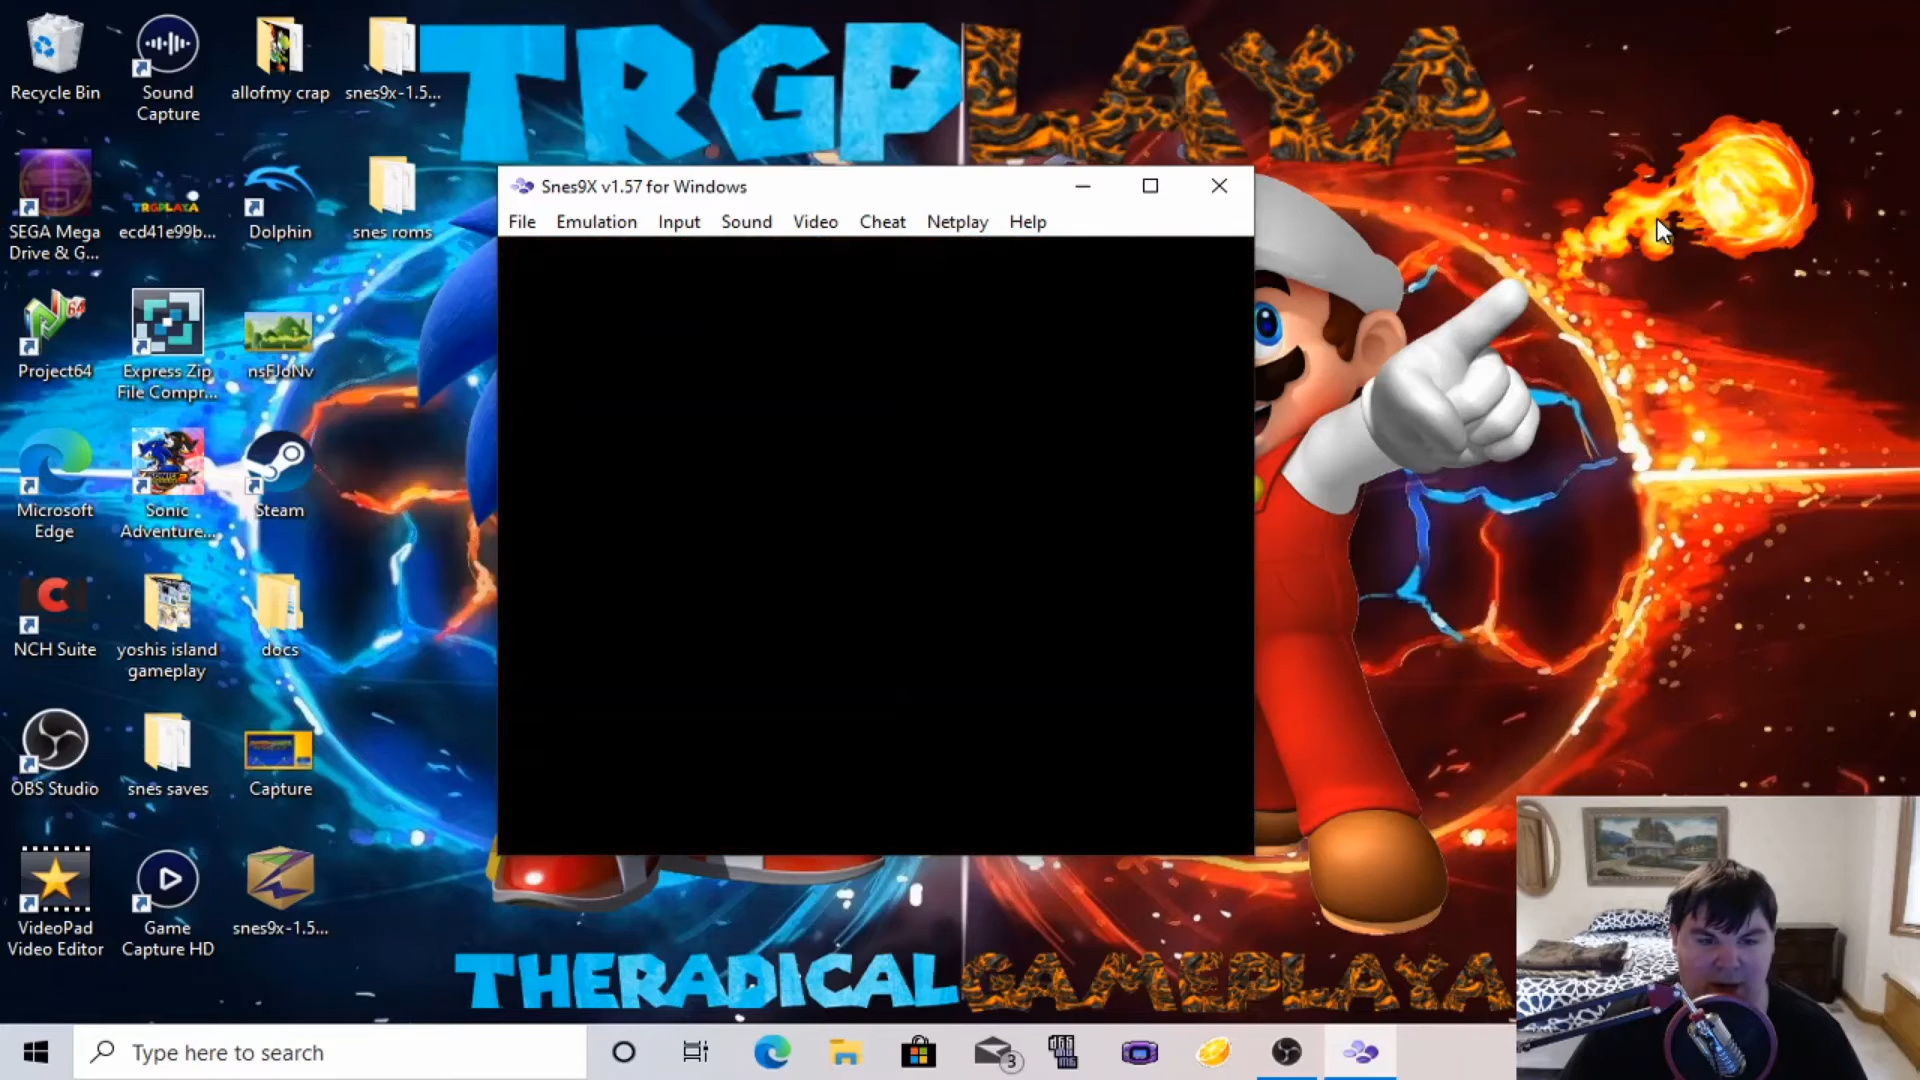 TRGPLAYA
Recycle Bin
Sound
Capture
allofmy crap
snes9x-1.5...
SEGA Mega
Drive & G...
ecd41e99b...
Dolphin
snes roms
Project64
Express Zip
File Compr...
nsFJoNv
Microsoft
Edge
Sonic
Adventure...
Steam
NCH Suite
yoshis island
gameplay
docs
OBS Studio
snes saves
Capture
VideoPad
Video Editor
Game
Capture HD
snes9x-1.5...
Snes9X v1.57 for Windows
File Emulation Input Sound Video Cheat Netplay Help
THERADICALGAMEPLAYA
Type here to search
3